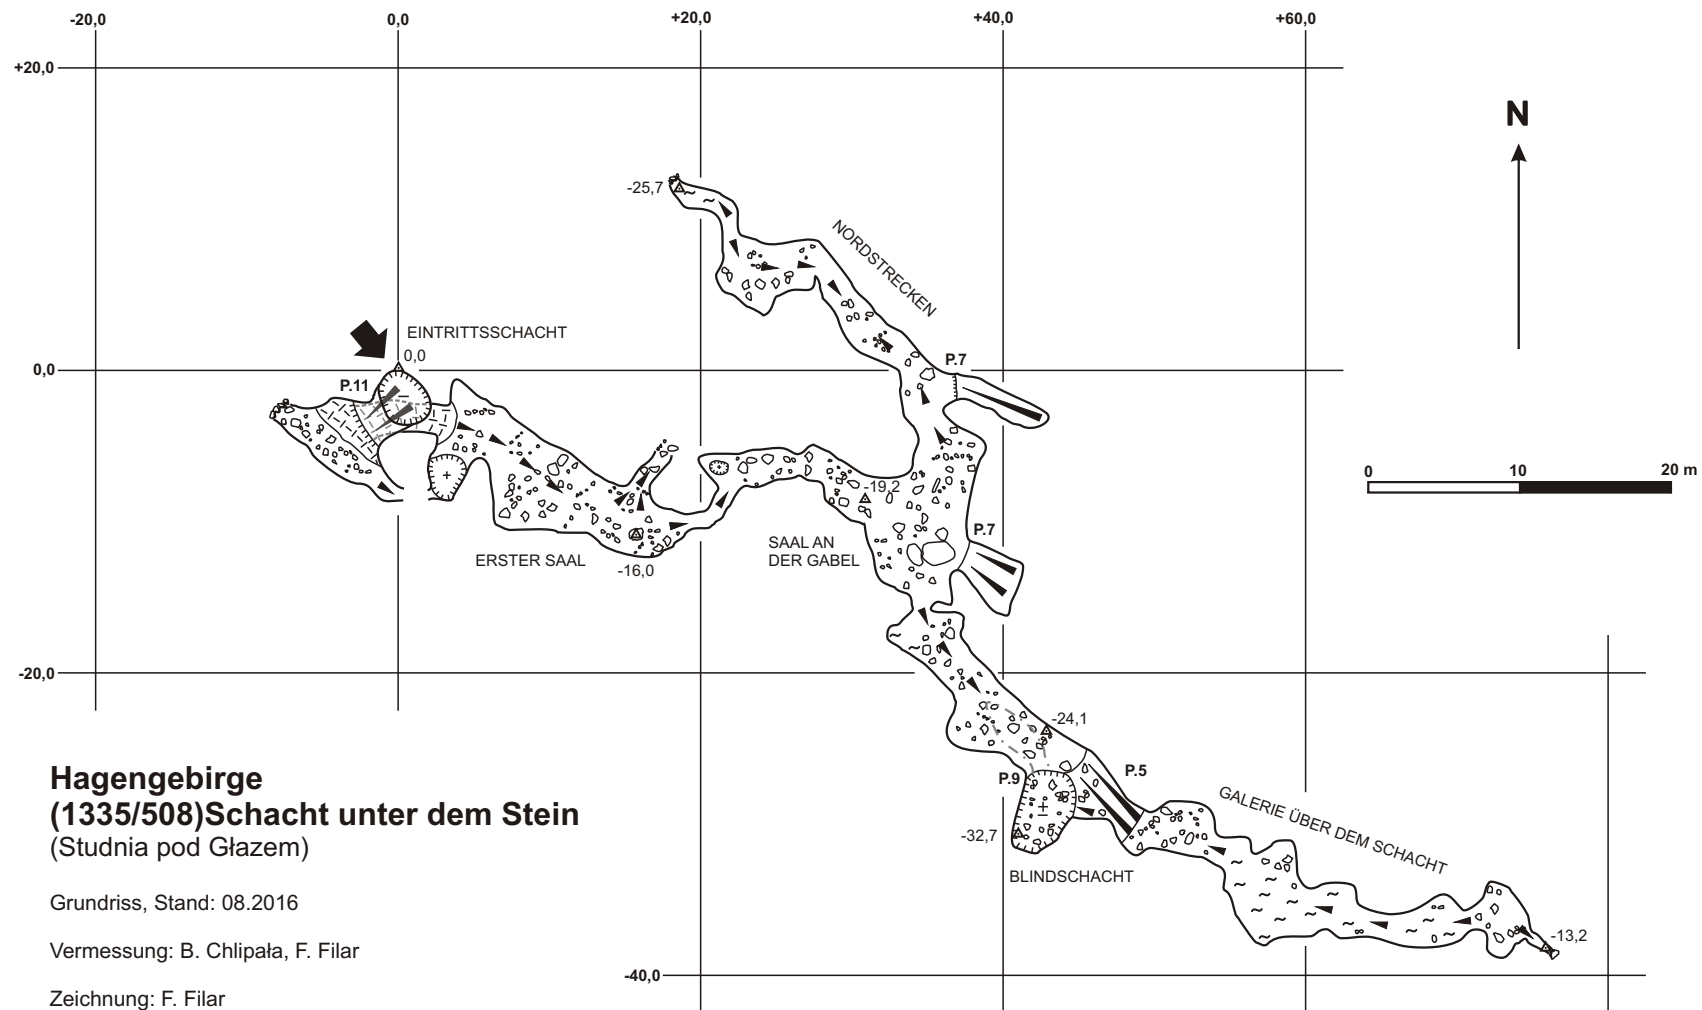 -20,0
0,0
+20,0
+40,0
+60,0
+20,0
N
-25,7
NORDSTRECKEN
EINTRITTSSCHACHT
0,0
0,0
P.7
P.11
0
10
20 m
-19,2
P.7
SAAL AN
DER GABEL
ERSTER SAAL
-16,0
-20,0
-24,1
P.9
P.5
GALERIE ÜBER DEM SCHACHT
-32,7
BLINDSCHACHT
-13,2
-40,0
Hagengebirge
(1335/508)Schacht unter dem Stein
(Studnia pod Głazem)
Grundriss, Stand: 08.2016
Vermessung: B. Chlipała, F. Filar
Zeichnung: F. Filar